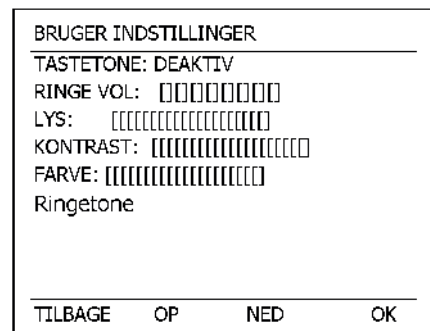 BRUGER INDSTILLINGER
TASTETONE: DEAKTIV
RINGE VOL:
LYS:
KONTRAST:
FARVE:
Ringetone
TILBAGE OP NED OK